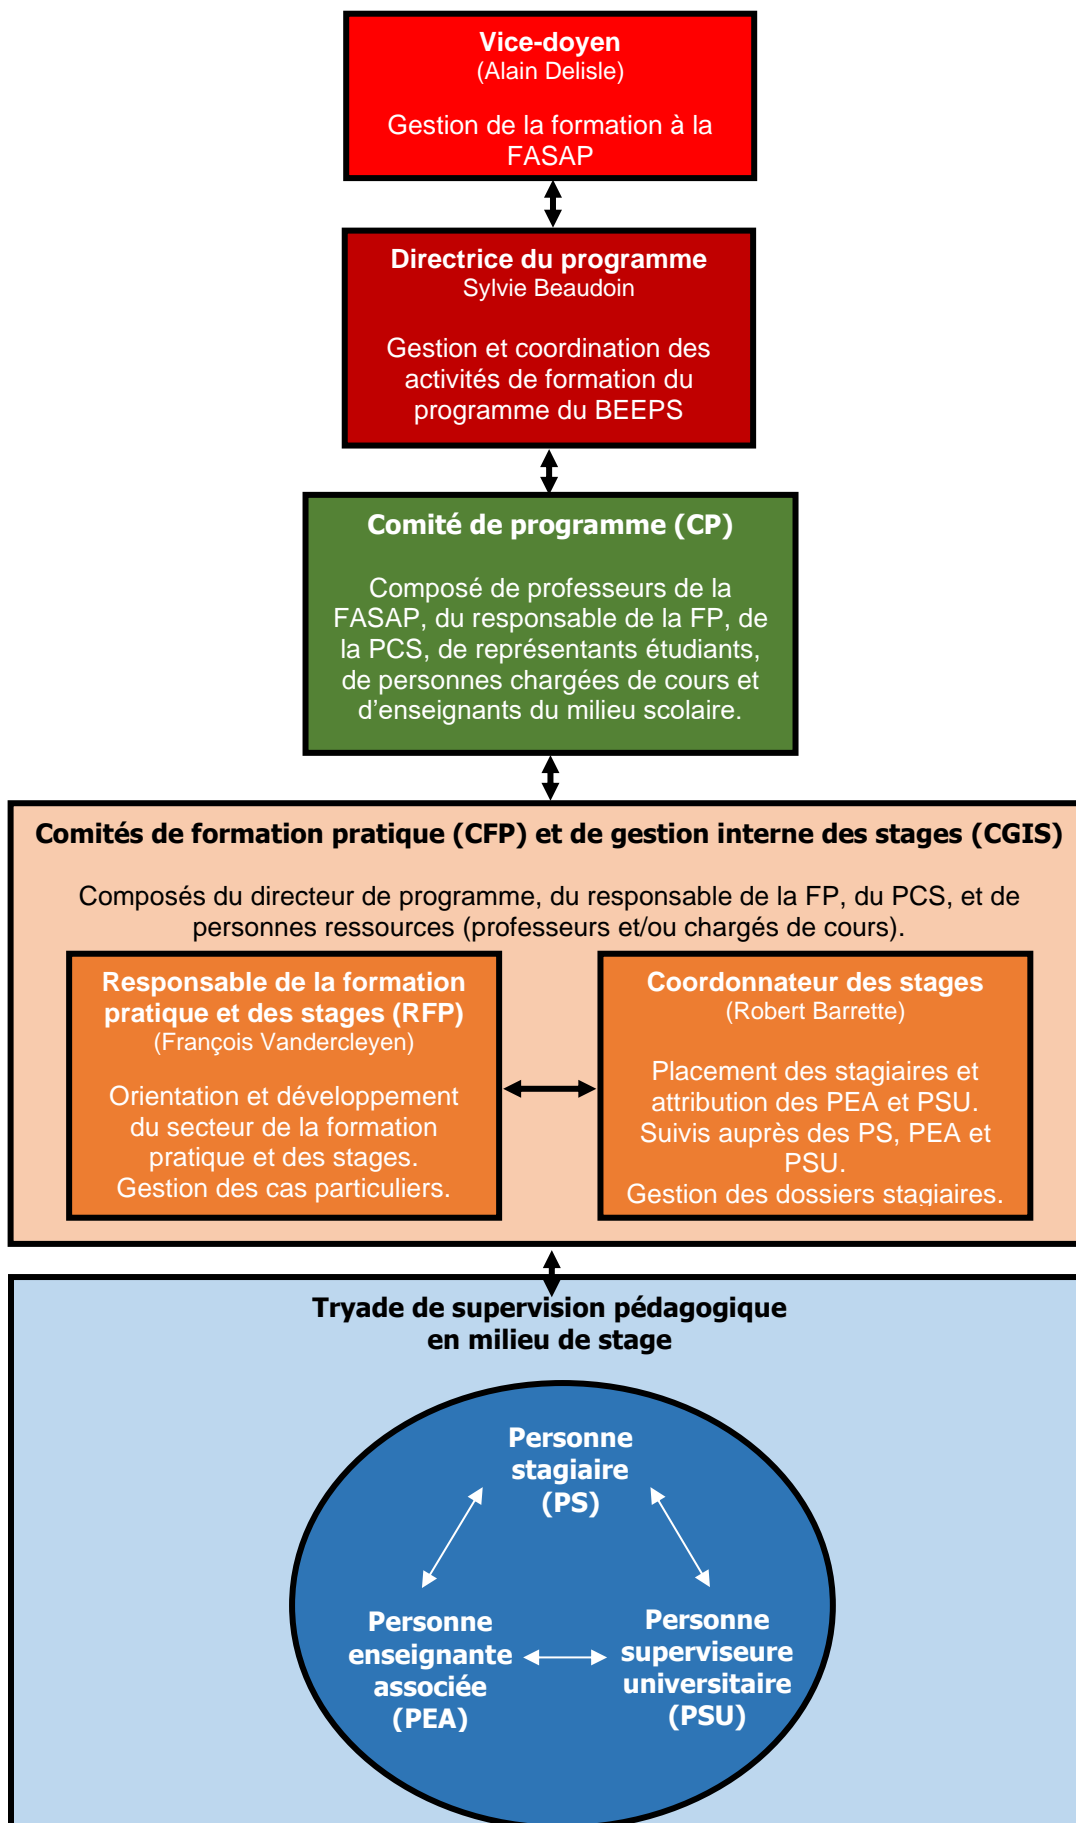 Vice-doyen
(Alain Delisle)
Gestion de la formation à la
FASAP
Directrice du programme
Sylvie Beaudoin
Gestion et coordination des
activités de formation du
programme du BEEPS
Comité de programme (CP)
Composé de professeurs de la
FASAP, du responsable de la FP, de
la PCS, de représentants étudiants,
de personnes chargées de cours et
d’enseignants du milieu scolaire.
Comités de formation pratique (CFP) et de gestion interne des stages (CGIS)
Composés du directeur de programme, du responsable de la FP, du PCS, et de
personnes ressources (professeurs et/ou chargés de cours).
Responsable de la formation
pratique et des stages (RFP)
(François Vandercleyen)
Orientation et développement
du secteur de la formation
pratique et des stages.
Gestion des cas particuliers.
Coordonnateur des stages
(Robert Barrette)
Placement des stagiaires et
attribution des PEA et PSU.
Suivis auprès des PS, PEA et
PSU.
Gestion des dossiers stagiaires.
Tryade de supervision pédagogique
en milieu de stage
Personne
stagiaire
(PS)
Personne
enseignante
associée
(PEA)
Personne
superviseure
universitaire
(PSU)